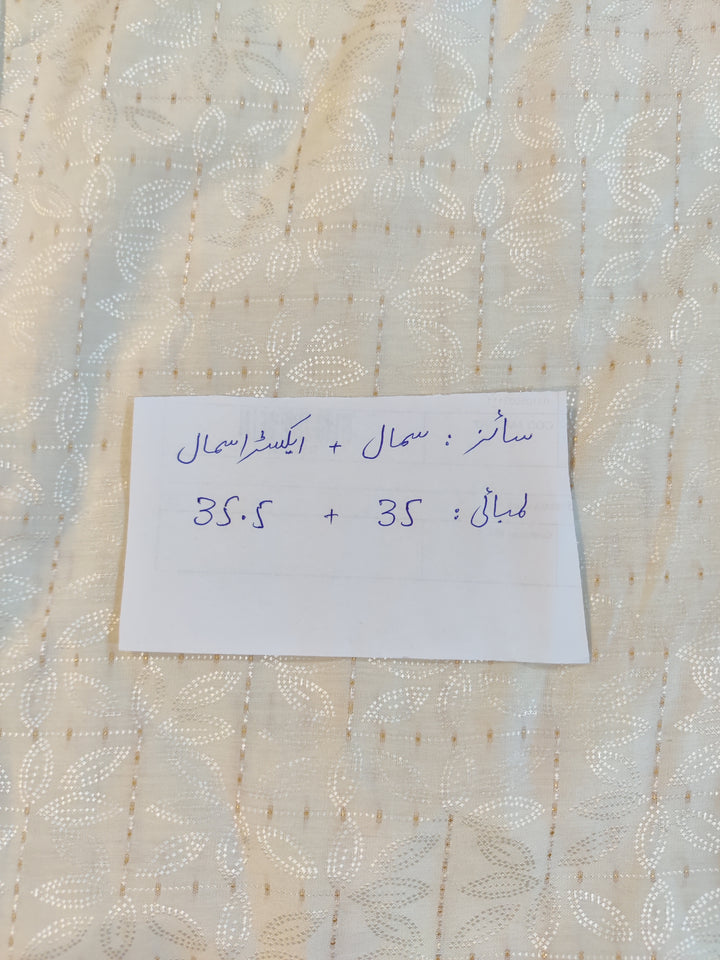 سائز : سمال + ایکسٹرا سمال
لمبائی : 35 + 35.5